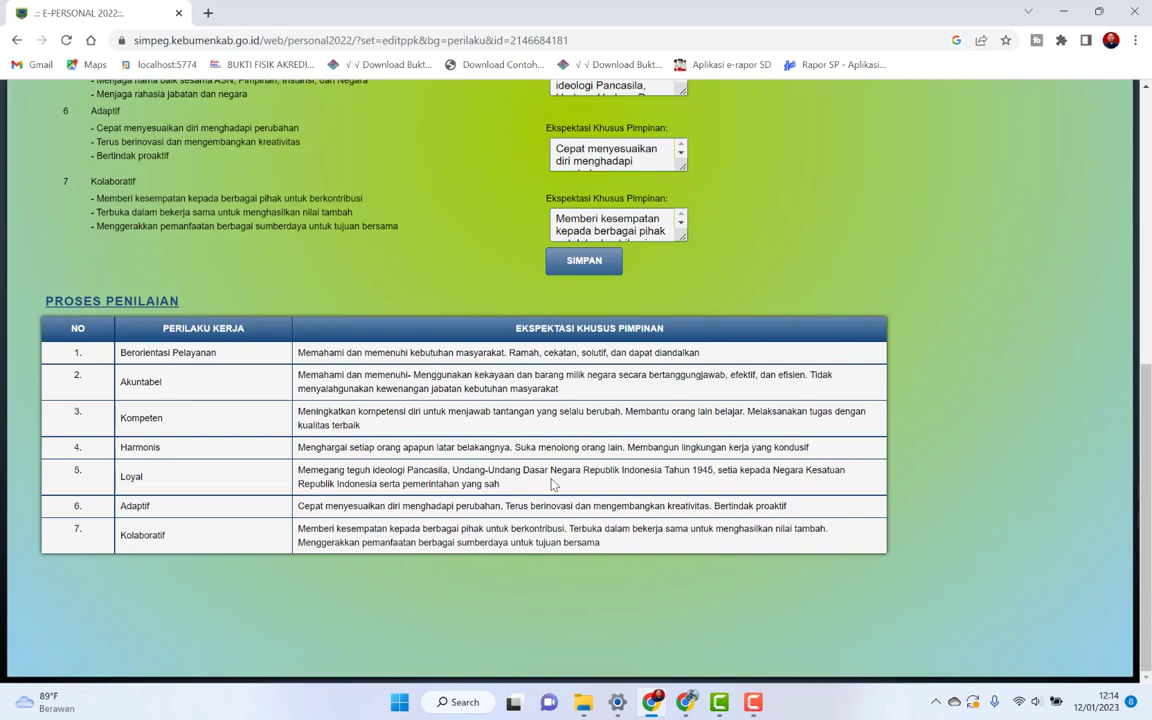 .:: E-PERSONAL 2022::.
simpeg.kebumenkab.go.id/web/personal2022/?set=editppk&bg=perilaku&id=2146684181
Gmail Maps localhost:5774 BUKTI FISIK AKREDI... √ √ Download Bukt... Download Contoh... √ √ Download Bukt... Aplikasi e-rapor SD Rapor SP - Aplikasi...
- Menjaga nama baik sesama ASN, Pimpinan, Instansi, dan Negara
- Menjaga rahasia jabatan dan negara
ideologi Pancasila,
6 Adaptif
- Cepat menyesuaikan diri menghadapi perubahan
- Terus berinovasi dan mengembangkan kreativitas
- Bertindak proaktif
Ekspektasi Khusus Pimpinan:
Cepat menyesuaikan
diri menghadapi
7 Kolaboratif
- Memberi kesempatan kepada berbagai pihak untuk berkontribusi
- Terbuka dalam bekerja sama untuk menghasilkan nilai tambah
- Menggerakkan pemanfaatan berbagai sumberdaya untuk tujuan bersama
Ekspektasi Khusus Pimpinan:
Memberi kesempatan
kepada berbagai pihak
SIMPAN
PROSES PENILAIAN
NO PERILAKU KERJA EKSPEKTASI KHUSUS PIMPINAN
1. Berorientasi Pelayanan Memahami dan memenuhi kebutuhan masyarakat. Ramah, cekatan, solutif, dan dapat diandalkan
2. Akuntabel Memahami dan memenuhi- Menggunakan kekayaan dan barang milik negara secara bertanggungjawab, efektif, dan efisien. Tidak
menyalahgunakan kewenangan jabatan kebutuhan masyarakat
3. Kompeten Meningkatkan kompetensi diri untuk menjawab tantangan yang selalu berubah. Membantu orang lain belajar. Melaksanakan tugas dengan
kualitas terbaik
4. Harmonis Menghargai setiap orang apapun latar belakangnya. Suka menolong orang lain. Membangun lingkungan kerja yang kondusif
5. Loyal Memegang teguh ideologi Pancasila, Undang-Undang Dasar Negara Republik Indonesia Tahun 1945, setia kepada Negara Kesatuan
Republik Indonesia serta pemerintahan yang sah
6. Adaptif Cepat menyesuaikan diri menghadapi perubahan. Terus berinovasi dan mengembangkan kreativitas. Bertindak proaktif
7. Kolaboratif Memberi kesempatan kepada berbagai pihak untuk berkontribusi. Terbuka dalam bekerja sama untuk menghasilkan nilai tambah.
Menggerakkan pemanfaatan berbagai sumberdaya untuk tujuan bersama
89°F
Berawan
Search
12:14
12/01/2023
8